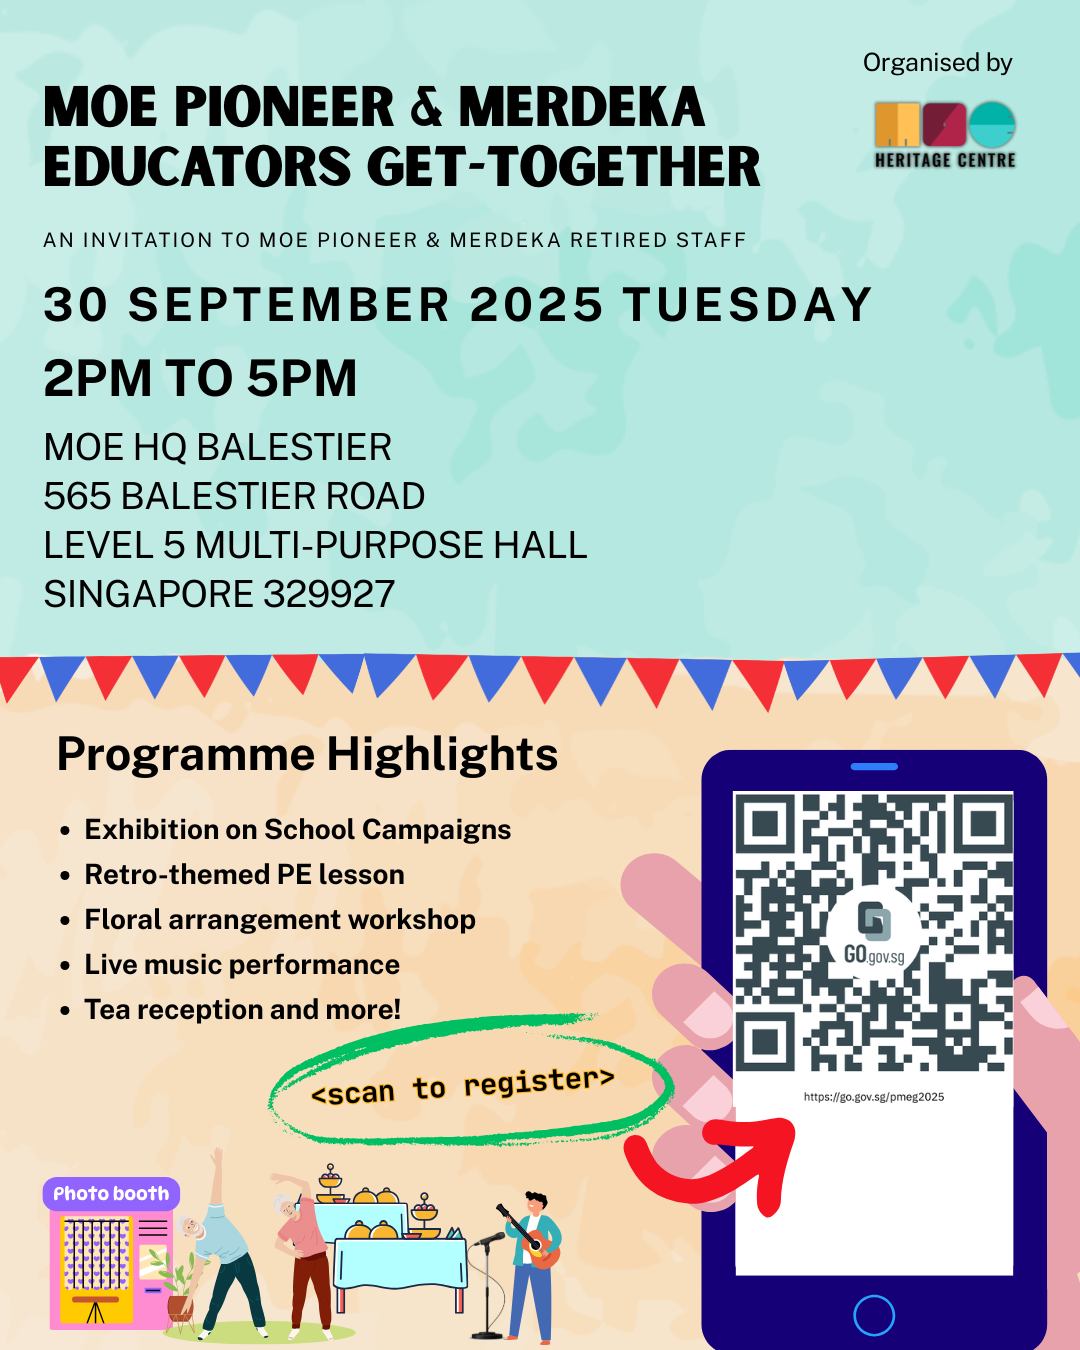 Organised by
HERITAGE CENTRE
MOE PIONEER & MERDEKA
EDUCATORS GET-TOGETHER
AN INVITATION TO MOE PIONEER & MERDEKA RETIRED STAFF
30 SEPTEMBER 2025 TUESDAY
2PM TO 5PM
MOE HQ BALESTIER
565 BALESTIER ROAD
LEVEL 5 MULTI-PURPOSE HALL
SINGAPORE 329927
Programme Highlights
• Exhibition on School Campaigns
• Retro-themed PE lesson
• Floral arrangement workshop
• Live music performance
• Tea reception and more!
<scan to register>
GO.gov.sg
https://go.gov.sg/pmeg2025
Photo booth